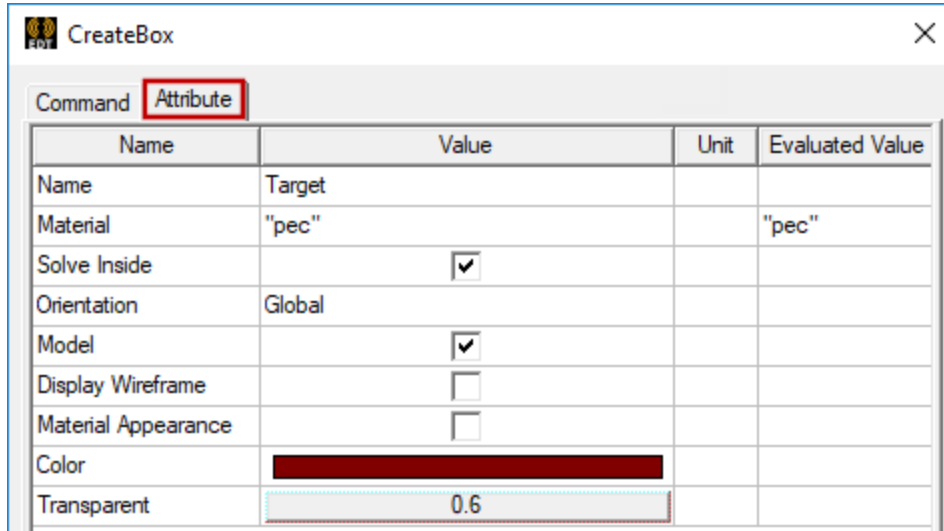 EDT CreateBox
Command Attribute
Name Value Unit Evaluated Value
Name Target
Material "pec" "pec"
Solve Inside
Orientation Global
Model
Display Wireframe
Material Appearance
Color
Transparent 0.6